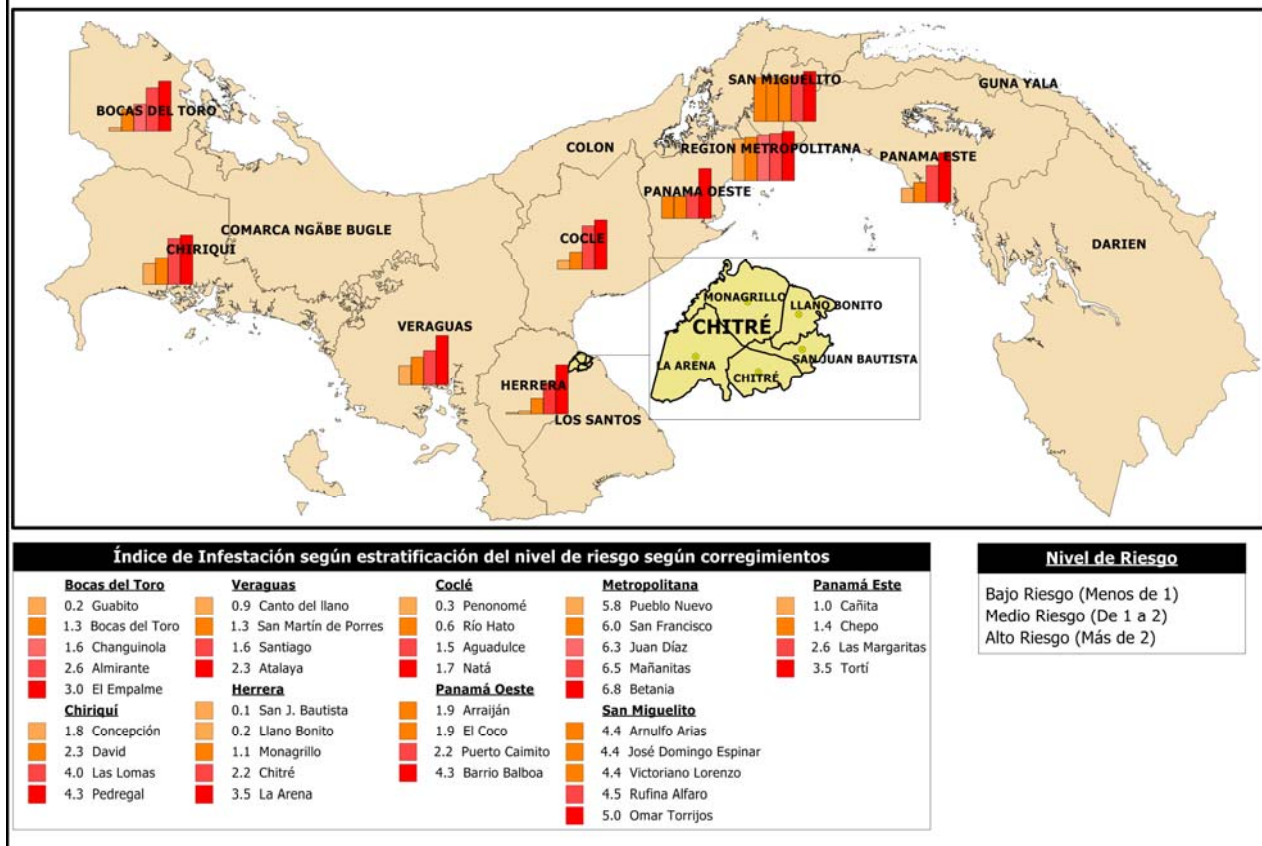 SAN MIGUELITO
GUNA YALA
BOCAS DEL TORO
COLON
REGION METROPOLITANA
PANAMA ESTE
PANAMA OESTE
COMARCA NGÄBE BUGLE
CHIRIQUI
COCLE
DARIEN
VERAGUAS
HERRERA
LOS SANTOS
MONAGRILLO
LLANO BONITO
CHITRÉ
SAN JUAN BAUTISTA
LA ARENA
CHITRÉ
Índice de Infestación según estratificación del nivel de riesgo según corregimientos
Bocas del Toro
0.2 Guabito
1.3 Bocas del Toro
1.6 Changuinola
2.6 Almirante
3.0 El Empalme
Chiriquí
1.8 Concepción
2.3 David
4.0 Las Lomas
4.3 Pedregal
Veraguas
0.9 Canto del llano
1.3 San Martín de Porres
1.6 Santiago
2.3 Atalaya
Herrera
0.1 San J. Bautista
0.2 Llano Bonito
1.1 Monagrillo
2.2 Chitré
3.5 La Arena
Coclé
0.3 Penonomé
0.6 Río Hato
1.5 Aguadulce
1.7 Natá
Panamá Oeste
1.9 Arraiján
1.9 El Coco
2.2 Puerto Caimito
4.3 Barrio Balboa
Metropolitana
5.8 Pueblo Nuevo
6.0 San Francisco
6.3 Juan Díaz
6.5 Mañanitas
6.8 Betania
San Miguelito
4.4 Arnulfo Arias
4.4 José Domingo Espinar
4.4 Victoriano Lorenzo
4.5 Rufina Alfaro
5.0 Omar Torrijos
Panamá Este
1.0 Cañita
1.4 Chepo
2.6 Las Margaritas
3.5 Tortí
Nivel de Riesgo
Bajo Riesgo (Menos de 1)
Medio Riesgo (De 1 a 2)
Alto Riesgo (Más de 2)